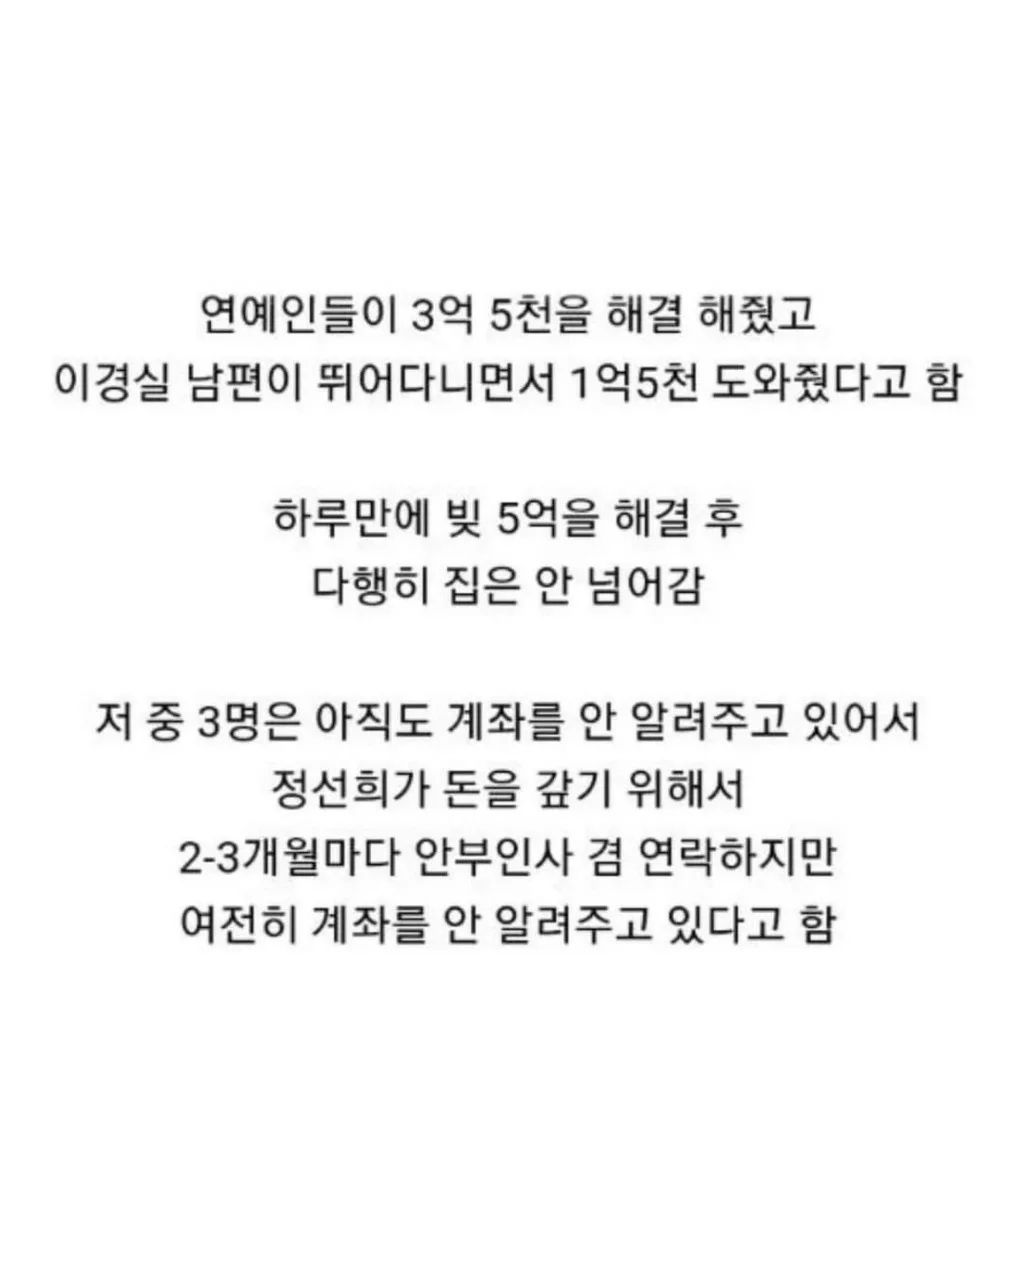 연예인들이 3억 5천을 해결 해줬고
이경실 남편이 뛰어다니면서 1억5천 도와줬다고 함
하루만에 빚 5억을 해결 후
다행히 집은 안 넘어감
저 중 3명은 아직도 계좌를 안 알려주고 있어서
정선희가 돈을 갚기 위해서
2-3개월마다 안부인사 겸 연락하지만
여전히 계좌를 안 알려주고 있다고 함